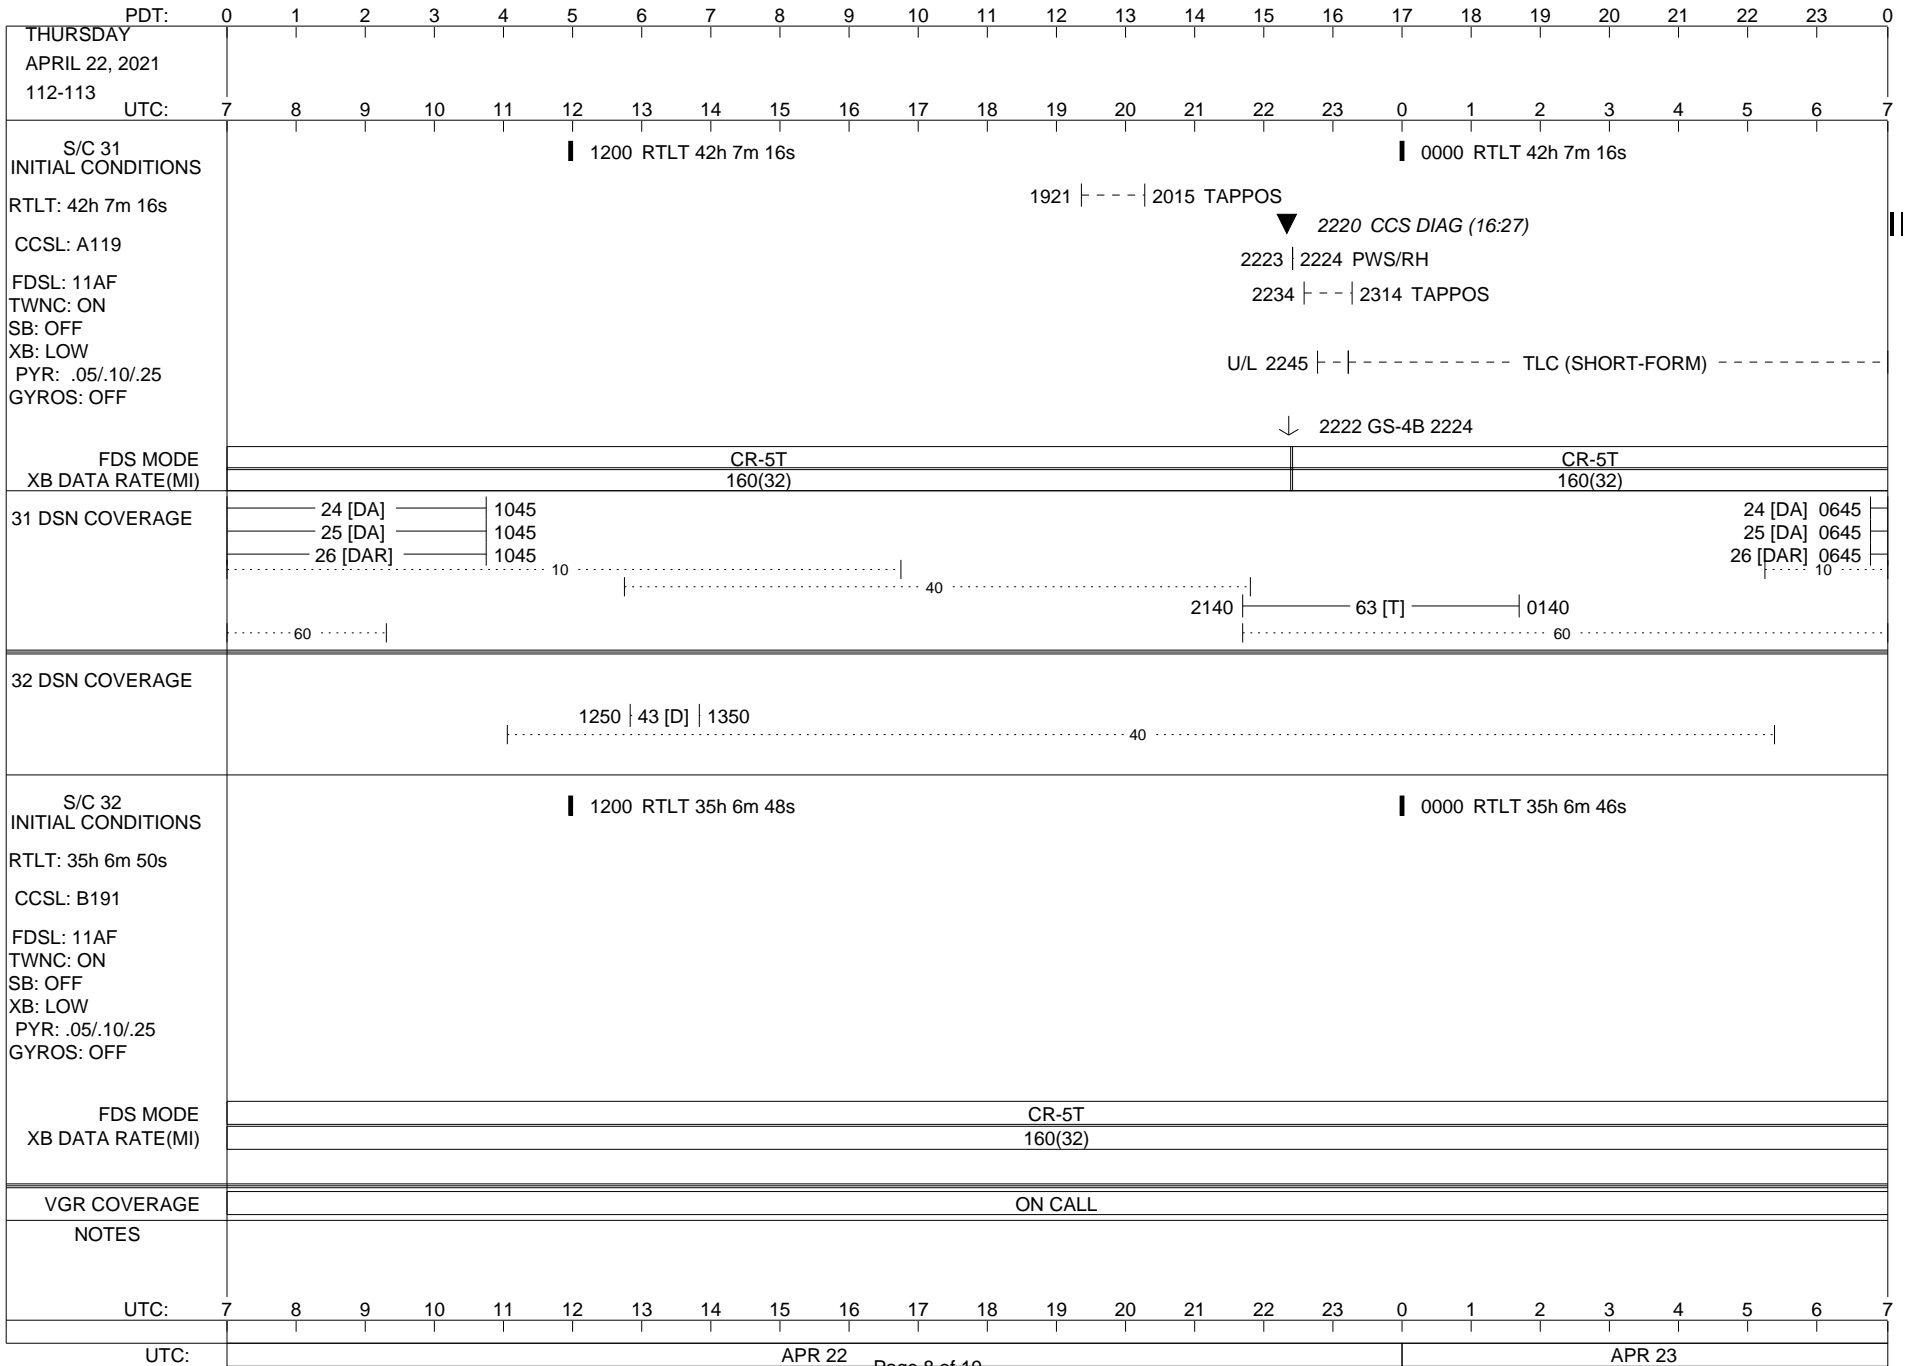 PDT: 0 1 2 3 4 5 6 7 8 9 10 11 12 13 14 15 16 17 18 19 20 21 22 23 0
THURSDAY
APRIL 22, 2021
112-113
UTC: 7 8 9 10 11 12 13 14 15 16 17 18 19 20 21 22 23 0 1 2 3 4 5 6 7
S/C 31
INITIAL CONDITIONS
1200 RTLT 42h 7m 16s
0000 RTLT 42h 7m 16s
1921 2015 TAPPOS
RTLT: 42h 7m 16s
2220 CCS DIAG (16:27)
CCSL: A119
2223 2224 PWS/RH
FDSL: 11AF
2234 2314 TAPPOS
TWNC: ON
SB: OFF
XB: LOW
U/L 2245 TLC (SHORT-FORM)
PYR: .05/.10/.25
GYROS: OFF
2222 GS-4B 2224
FDS MODE CR-5T CR-5T
XB DATA RATE(MI) 160(32) 160(32)
31 DSN COVERAGE
24 [DA] 1045 24 [DA] 0645
25 [DA] 1045 25 [DA] 0645
26 [DAR] 1045 26 [DAR] 0645
10 10
40
2140 63 [T] 0140
60 60
32 DSN COVERAGE
1250 43 [D] 1350
40
S/C 32
INITIAL CONDITIONS
1200 RTLT 35h 6m 48s
0000 RTLT 35h 6m 46s
RTLT: 35h 6m 50s
CCSL: B191
FDSL: 11AF
TWNC: ON
SB: OFF
XB: LOW
PYR: .05/.10/.25
GYROS: OFF
FDS MODE CR-5T
XB DATA RATE(MI) 160(32)
VGR COVERAGE ON CALL
NOTES
UTC: 7 8 9 10 11 12 13 14 15 16 17 18 19 20 21 22 23 0 1 2 3 4 5 6 7
UTC: APR 22 APR 23
Page 8 of 19